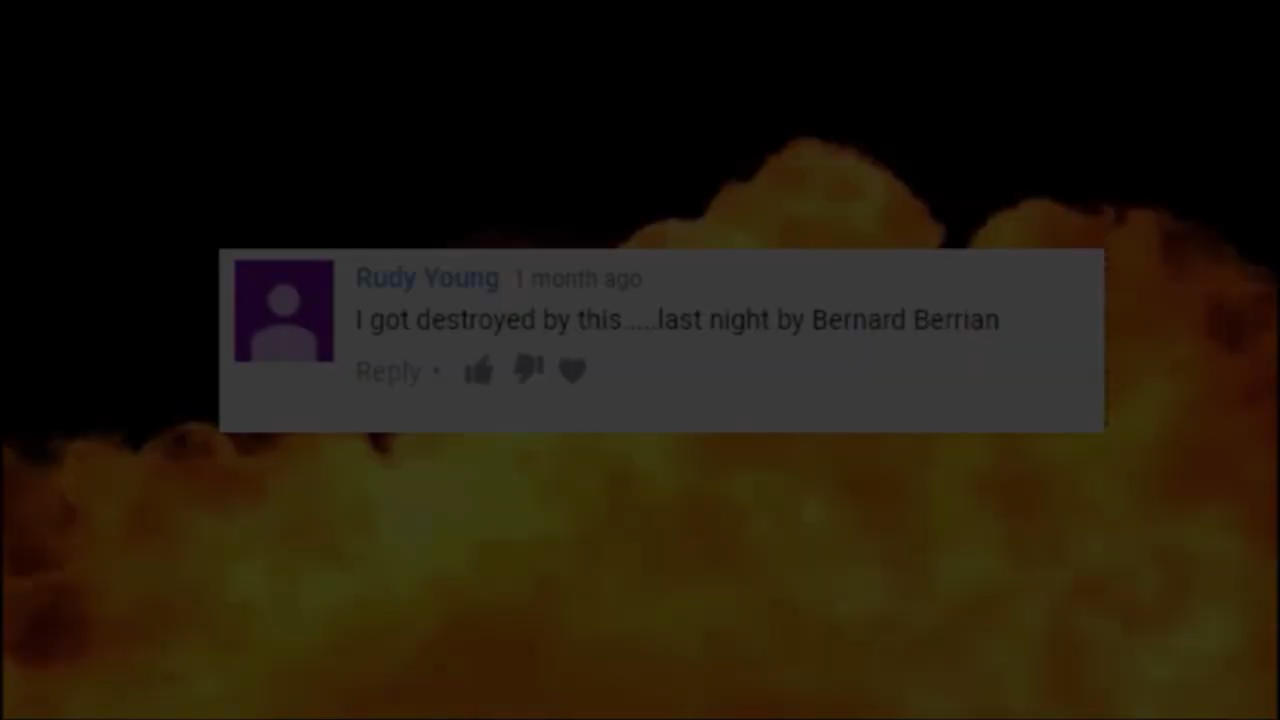 Rudy Young 1 month ago
I got destroyed by this.....last night by Bernard Berrian
Reply •